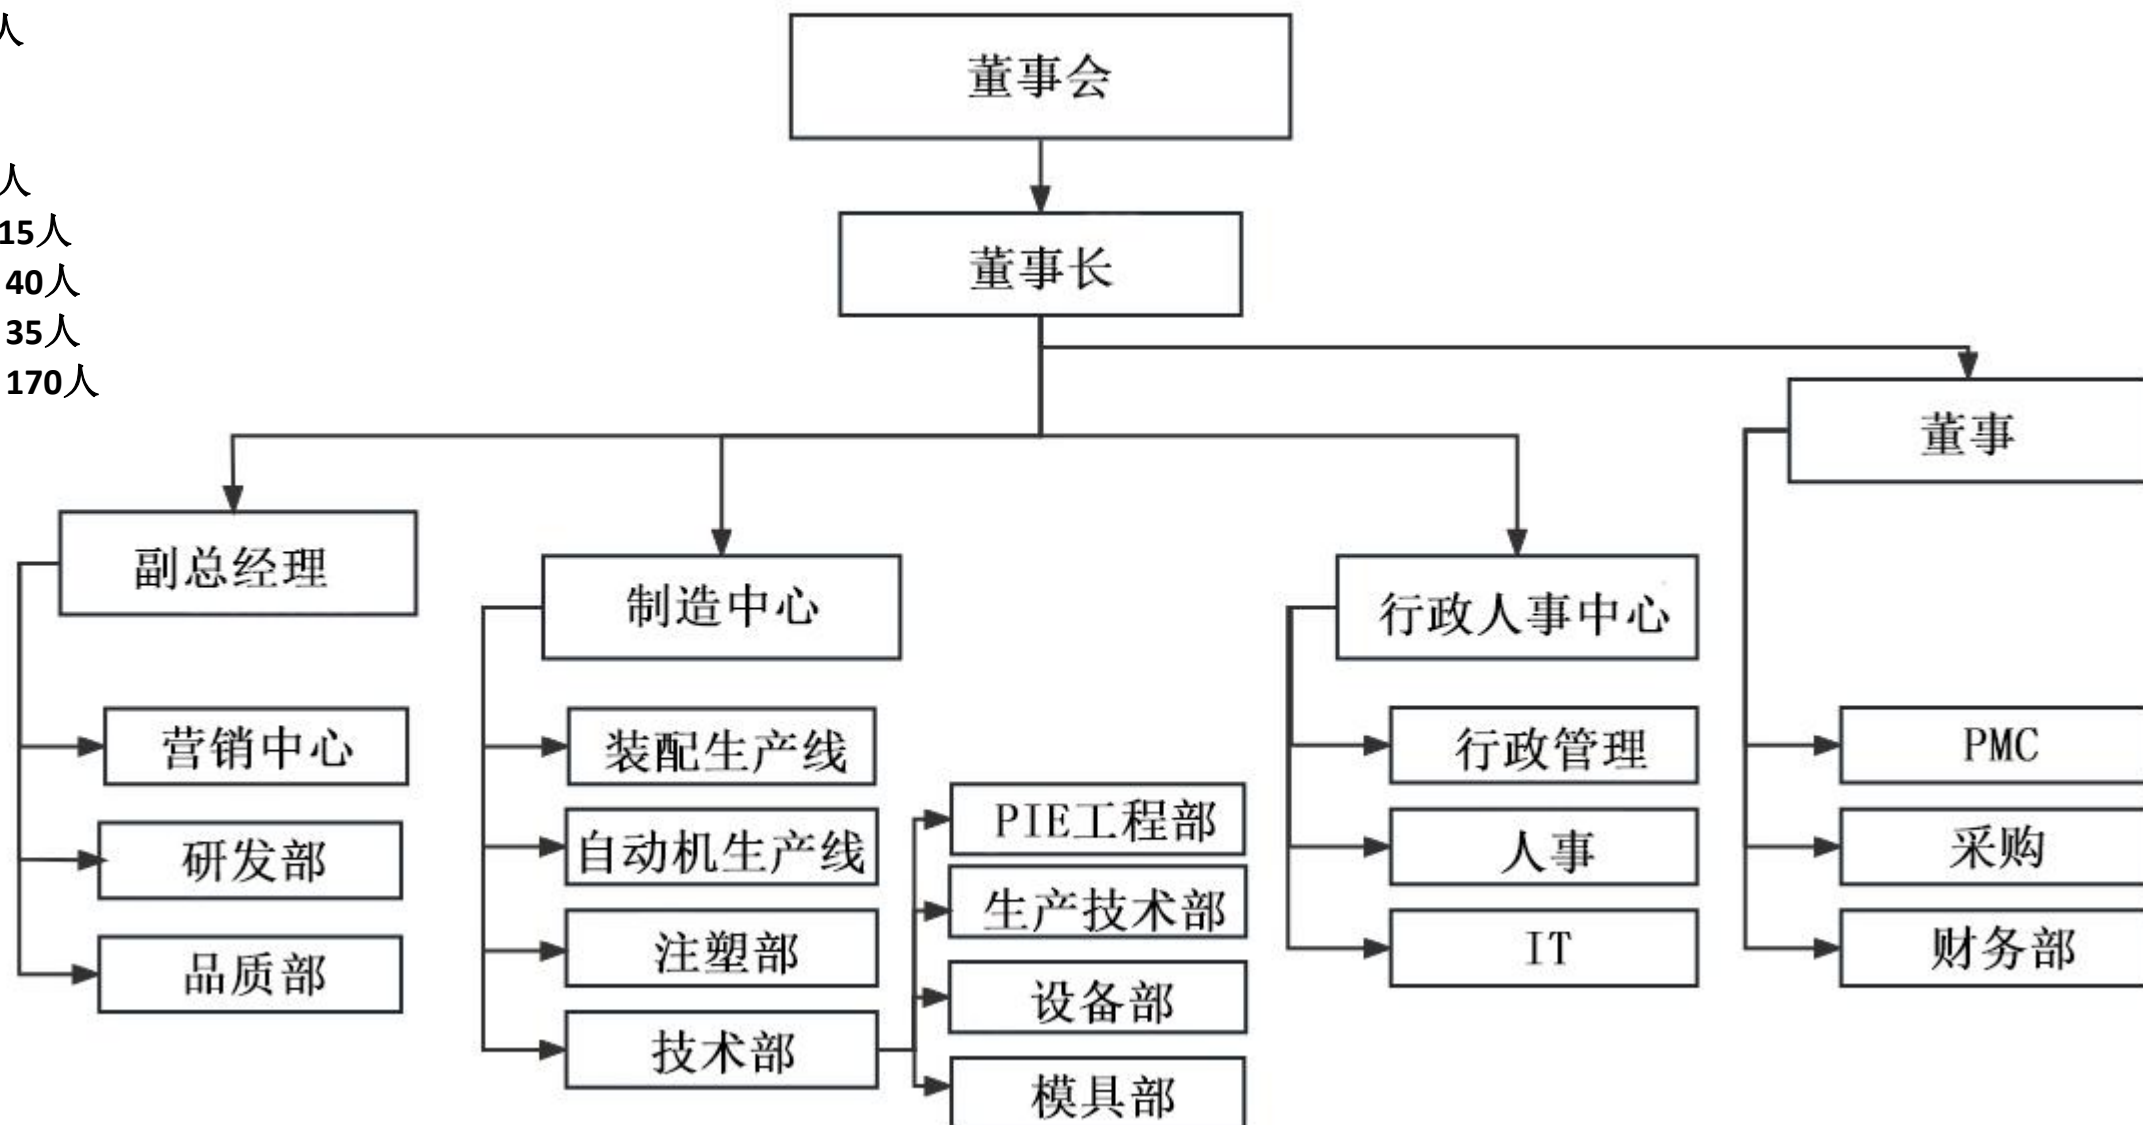 人
人
15人
40人
35人
170人
董事会
董事长
董事
副总经理
制造中心
行政人事中心
营销中心
研发部
品质部
装配生产线
自动机生产线
注塑部
技术部
PIE工程部
生产技术部
设备部
模具部
行政管理
人事
IT
PMC
采购
财务部